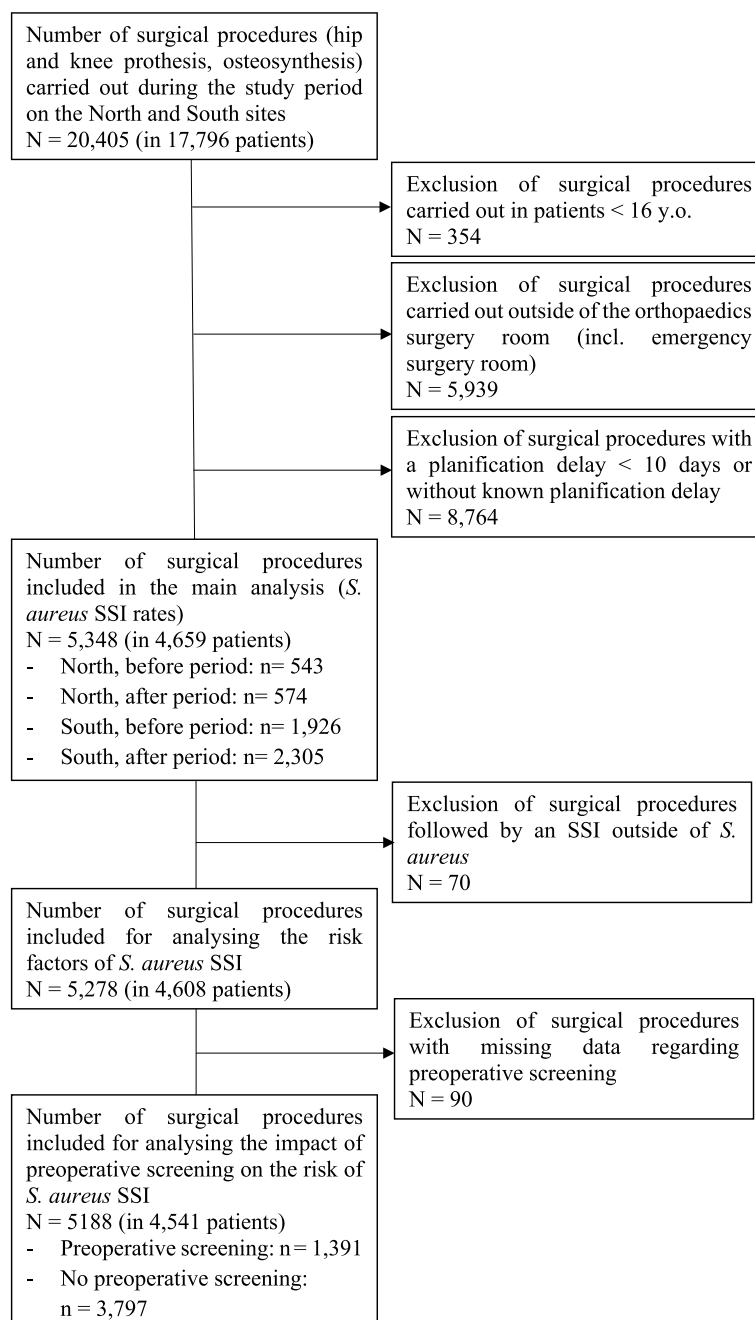 Number of surgical procedures (hip
and knee prothesis, osteosynthesis)
carried out during the study period
on the North and South sites
N = 20,405 (in 17,796 patients)
Exclusion of surgical procedures
carried out in patients < 16 y.o.
N = 354
Exclusion of surgical procedures
carried out outside of the orthopaedics
surgery room (incl. emergency
surgery room)
N = 5,939
Exclusion of surgical procedures with
a planification delay < 10 days or
without known planification delay
N = 8,764
Number of surgical procedures
included in the main analysis (S.
aureus SSI rates)
N = 5,348 (in 4,659 patients)
- North, before period: n= 543
- North, after period: n= 574
- South, before period: n= 1,926
- South, after period: n= 2,305
Exclusion of surgical procedures
followed by an SSI outside of S.
aureus
N = 70
Number of surgical procedures
included for analysing the risk
factors of S. aureus SSI
N = 5,278 (in 4,608 patients)
Exclusion of surgical procedures
with missing data regarding
preoperative screening
N = 90
Number of surgical procedures
included for analysing the impact of
preoperative screening on the risk of
S. aureus SSI
N = 5188 (in 4,541 patients)
- Preoperative screening: n = 1,391
- No preoperative screening:
n = 3,797